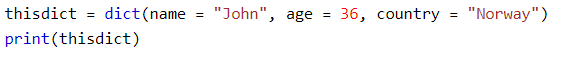 thisdict = dict(name = "John", age = 36, country = "Norway")
print(thisdict)